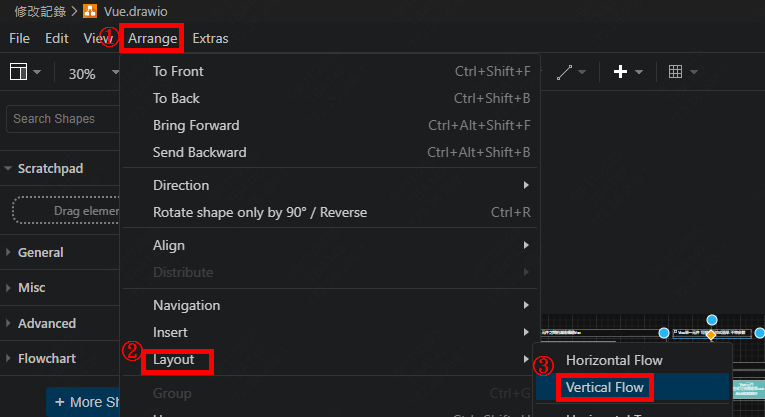 修改記錄 > Vue.drawio
File Edit View ① Arrange Extras
30%
To Front Ctrl+Shift+F
To Back Ctrl+Shift+B
Search Shapes
Bring Forward Ctrl+Alt+Shift+F
Send Backward Ctrl+Alt+Shift+B
Scratchpad
Direction
Drag eleme
Rotate shape only by 90° / Reverse Ctrl+R
Align
General
Distribute
Misc
Navigation
Advanced
Insert
② Layout
Flowchart
③ Horizontal Flow
Vertical Flow
Group Ctrl+G
+ More Sh